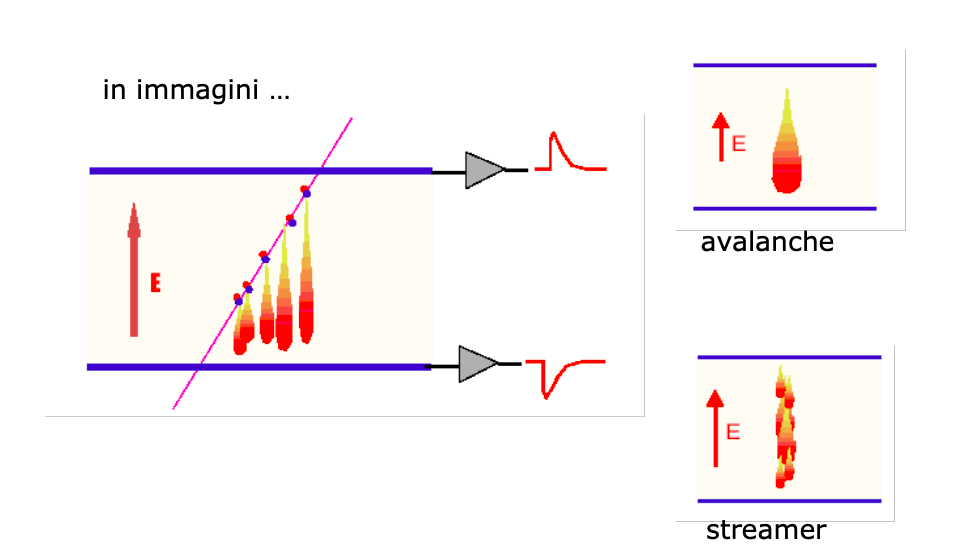 in immagini …
E
E
avalanche
E
streamer